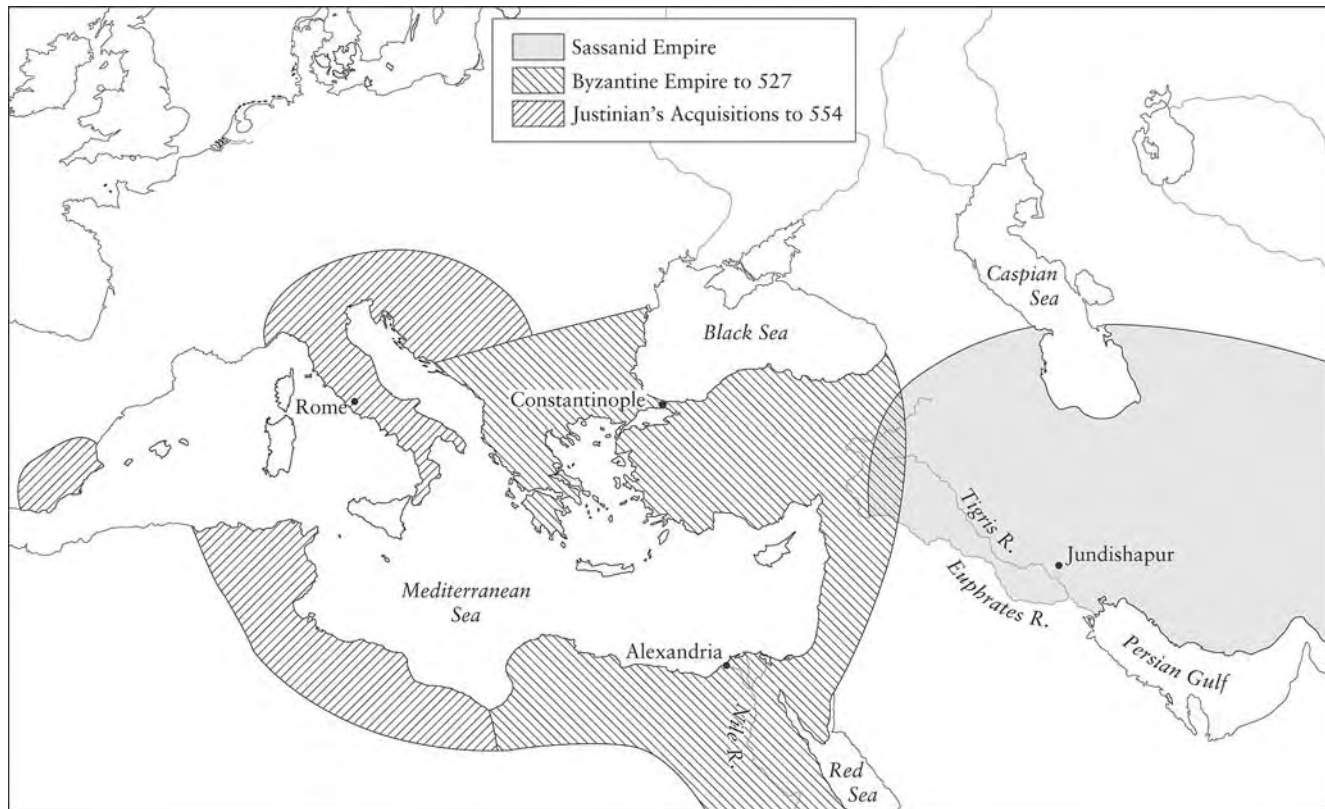 Sassanid Empire
Byzantine Empire to 527
Justinian's Acquisitions to 554
Caspian
Sea
Black Sea
Rome
Constantinople
Tigris R.
Jundishapur
Euphrates R.
Mediterranean
Sea
Alexandria
Persian Gulf
Nile R.
Red
Sea